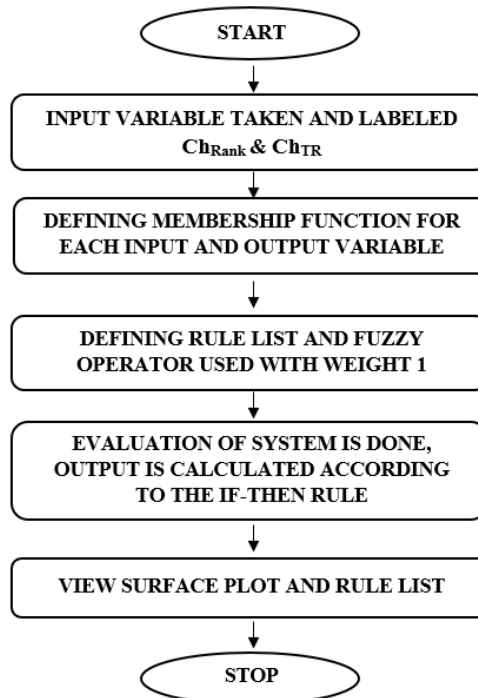 START
INPUT VARIABLE TAKEN AND LABELED
ChRank & ChTR
DEFINING MEMBERSHIP FUNCTION FOR
EACH INPUT AND OUTPUT VARIABLE
DEFINING RULE LIST AND FUZZY
OPERATOR USED WITH WEIGHT 1
EVALUATION OF SYSTEM IS DONE,
OUTPUT IS CALCULATED ACCORDING
TO THE IF-THEN RULE
VIEW SURFACE PLOT AND RULE LIST
STOP